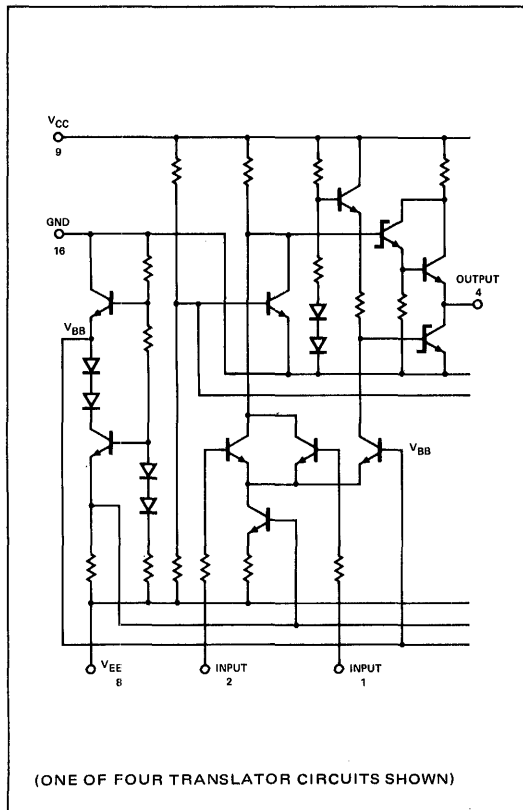 VCC
9
GND
16
OUTPUT
4
VBB
VBB
VEE
8
INPUT
2
INPUT
1
(ONE OF FOUR TRANSLATOR CIRCUITS SHOWN)